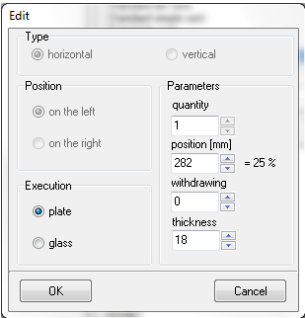 Edit
Type
horizontal
vertical
Position
on the left
on the right
Execution
plate
glass
Parameters
quantity
1
position [mm]
282 = 25 %
withdrawing
0
thickness
18
OK
Cancel